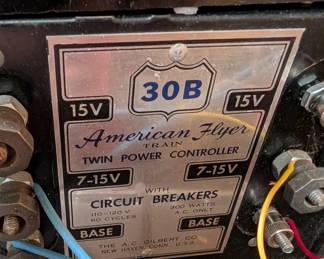 30B
15V 15V
American Flyer
TRAIN
TWIN POWER CONTROLLER
7-15V 7-15V
WITH
CIRCUIT BREAKERS
110-120 V 300 WATTS
60 CYCLES A.C. ONLY
BASE BASE
THE A.C. GILBERT CO.
NEW HAVEN, CONN. U.S.A.